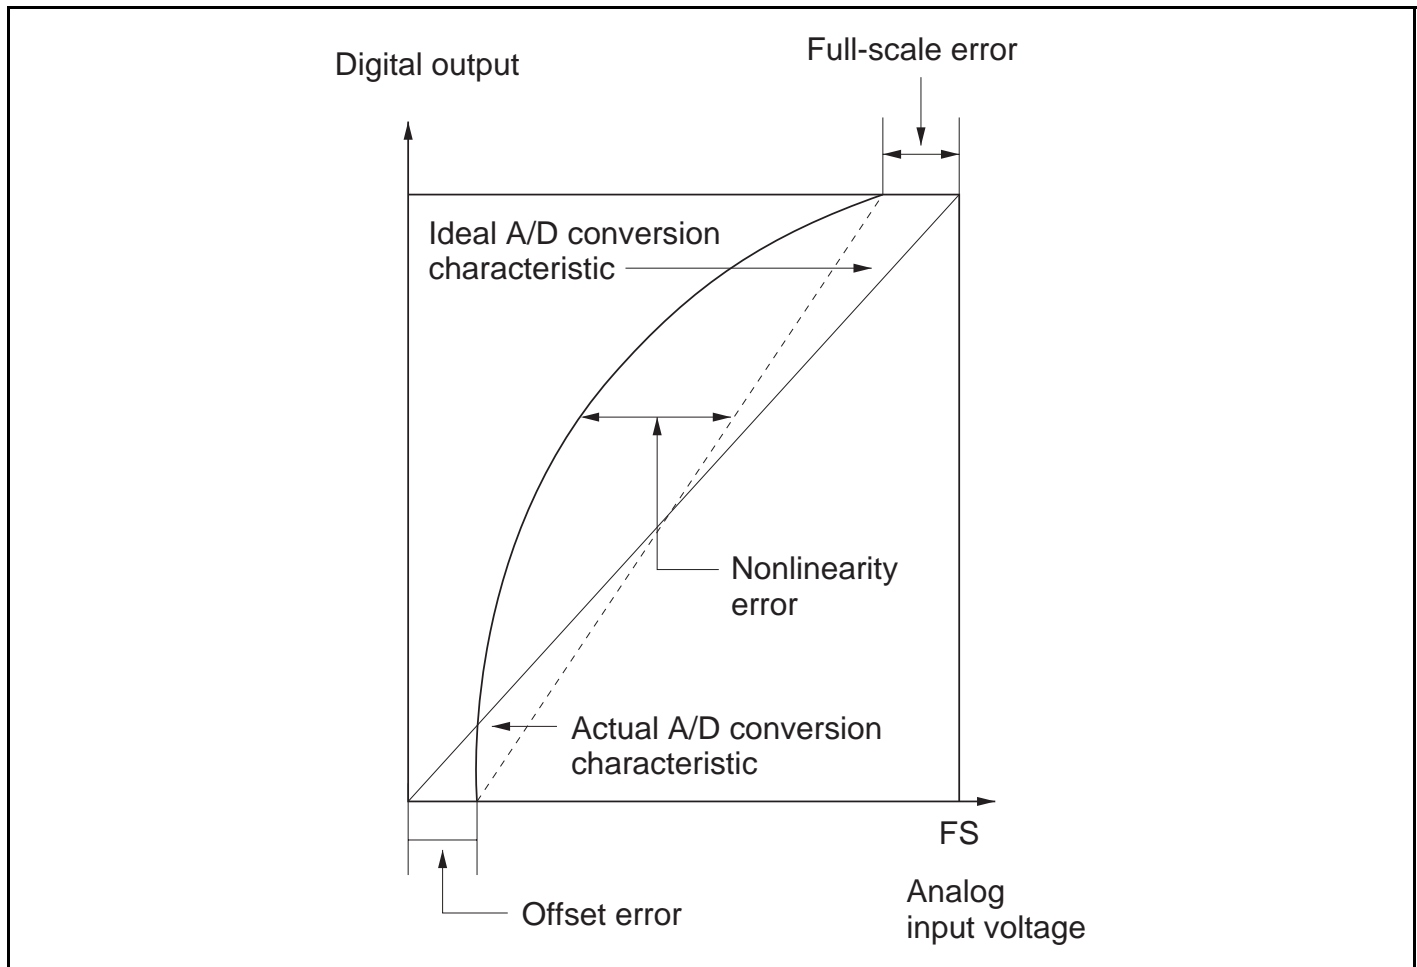 Full-scale error
Digital output
Ideal A/D conversion
characteristic
Nonlinearity
error
Actual A/D conversion
characteristic
FS
Offset error
Analog
input voltage